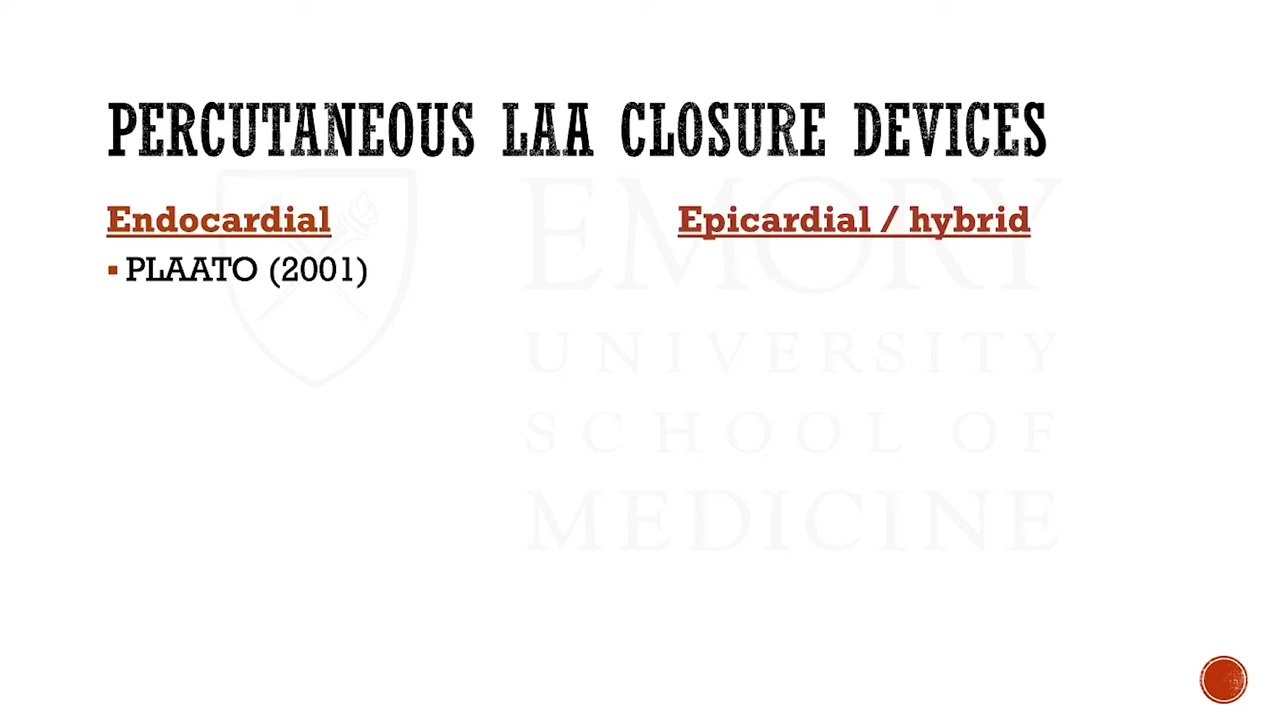 PERCUTANEOUS LAA CLOSURE DEVICES
Endocardial
Epicardial / hybrid
▪ PLAATO (2001)
EMORY
UNIVERSITY
SCHOOL OF
MEDICINE